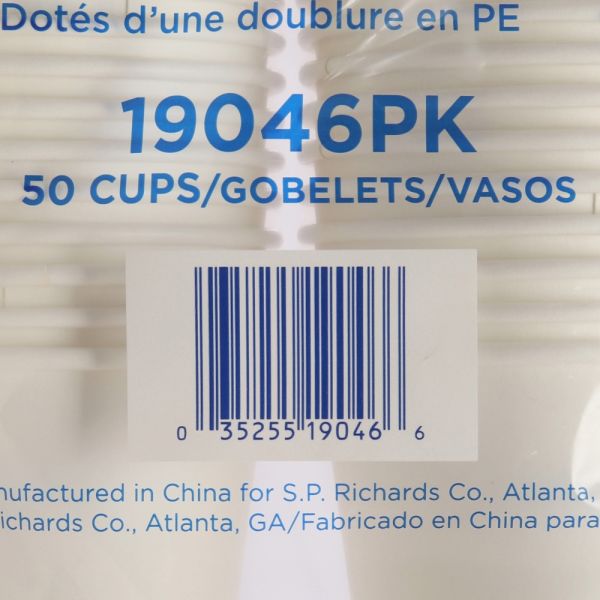 Dotés d'une doublure en PE
19046PK
50 CUPS/GOBELETS/VASOS
0 35255 19046 6
nufactured in China for S.P. Richards Co., Atlanta,
ichards Co., Atlanta, GA/Fabricado en China para